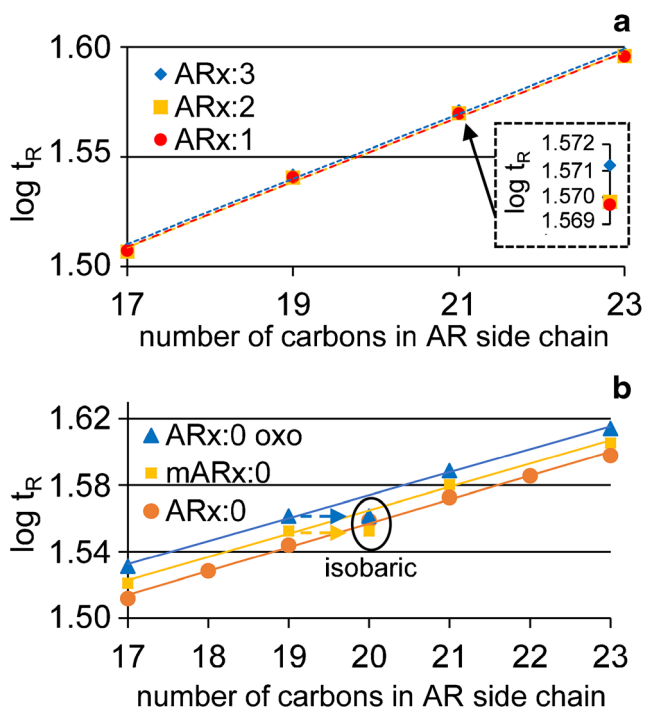 a
1.60
ARx:3
ARx:2
ARx:1
1.55
log tR
1.572
1.571
1.570
1.569
log tR
1.50
17 19 21 23
number of carbons in AR side chain
b
1.62
ARx:0 oxo
mARx:0
ARx:0
1.58
log tR
1.54
isobaric
1.50
17 18 19 20 21 22 23
number of carbons in AR side chain